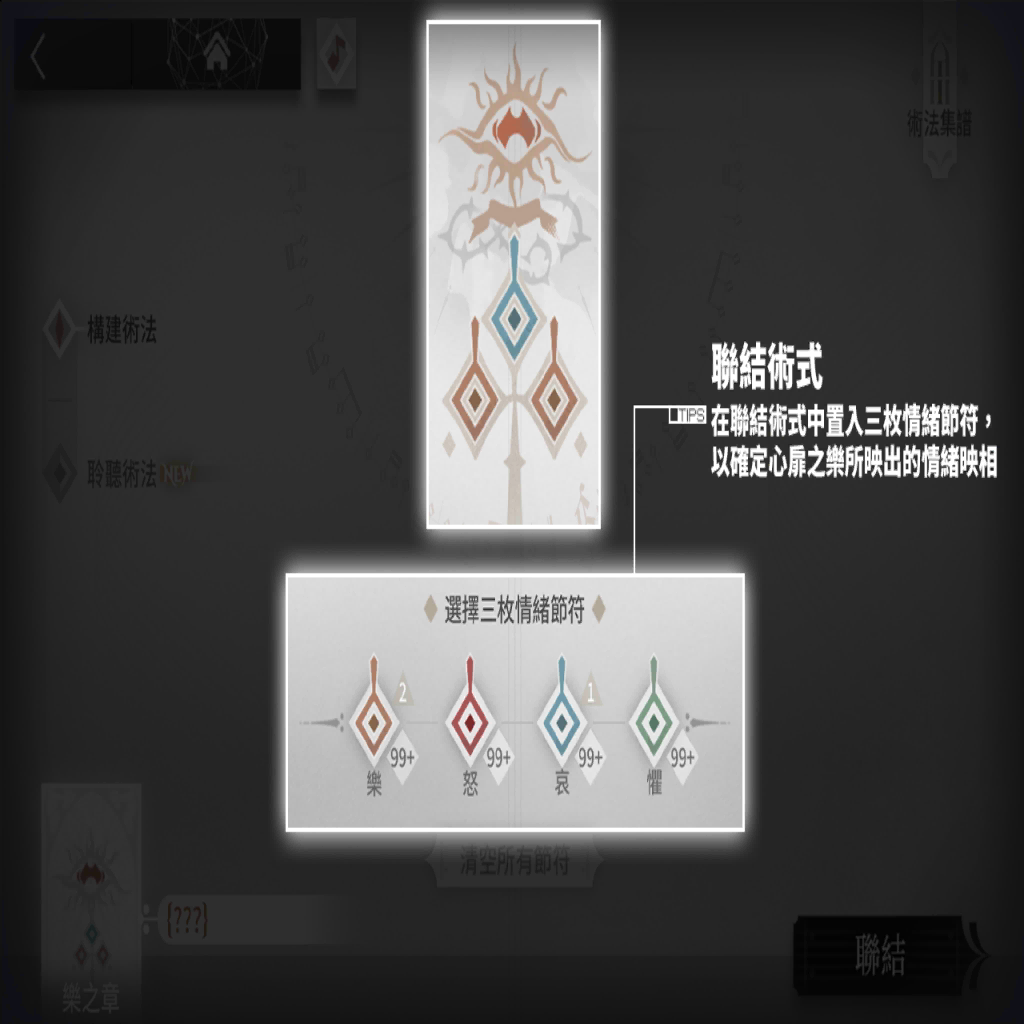 術法集譜
構建術法
聆聽術法 NEW
聯結術式
TIPS
在聯結術式中置入三枚情緒節符，
以確定心扉之樂所映出的情緒映相
選擇三枚情緒節符
2
1
99+
99+
99+
99+
樂
怒
哀
懼
清空所有節符
{???}
樂之章
聯結